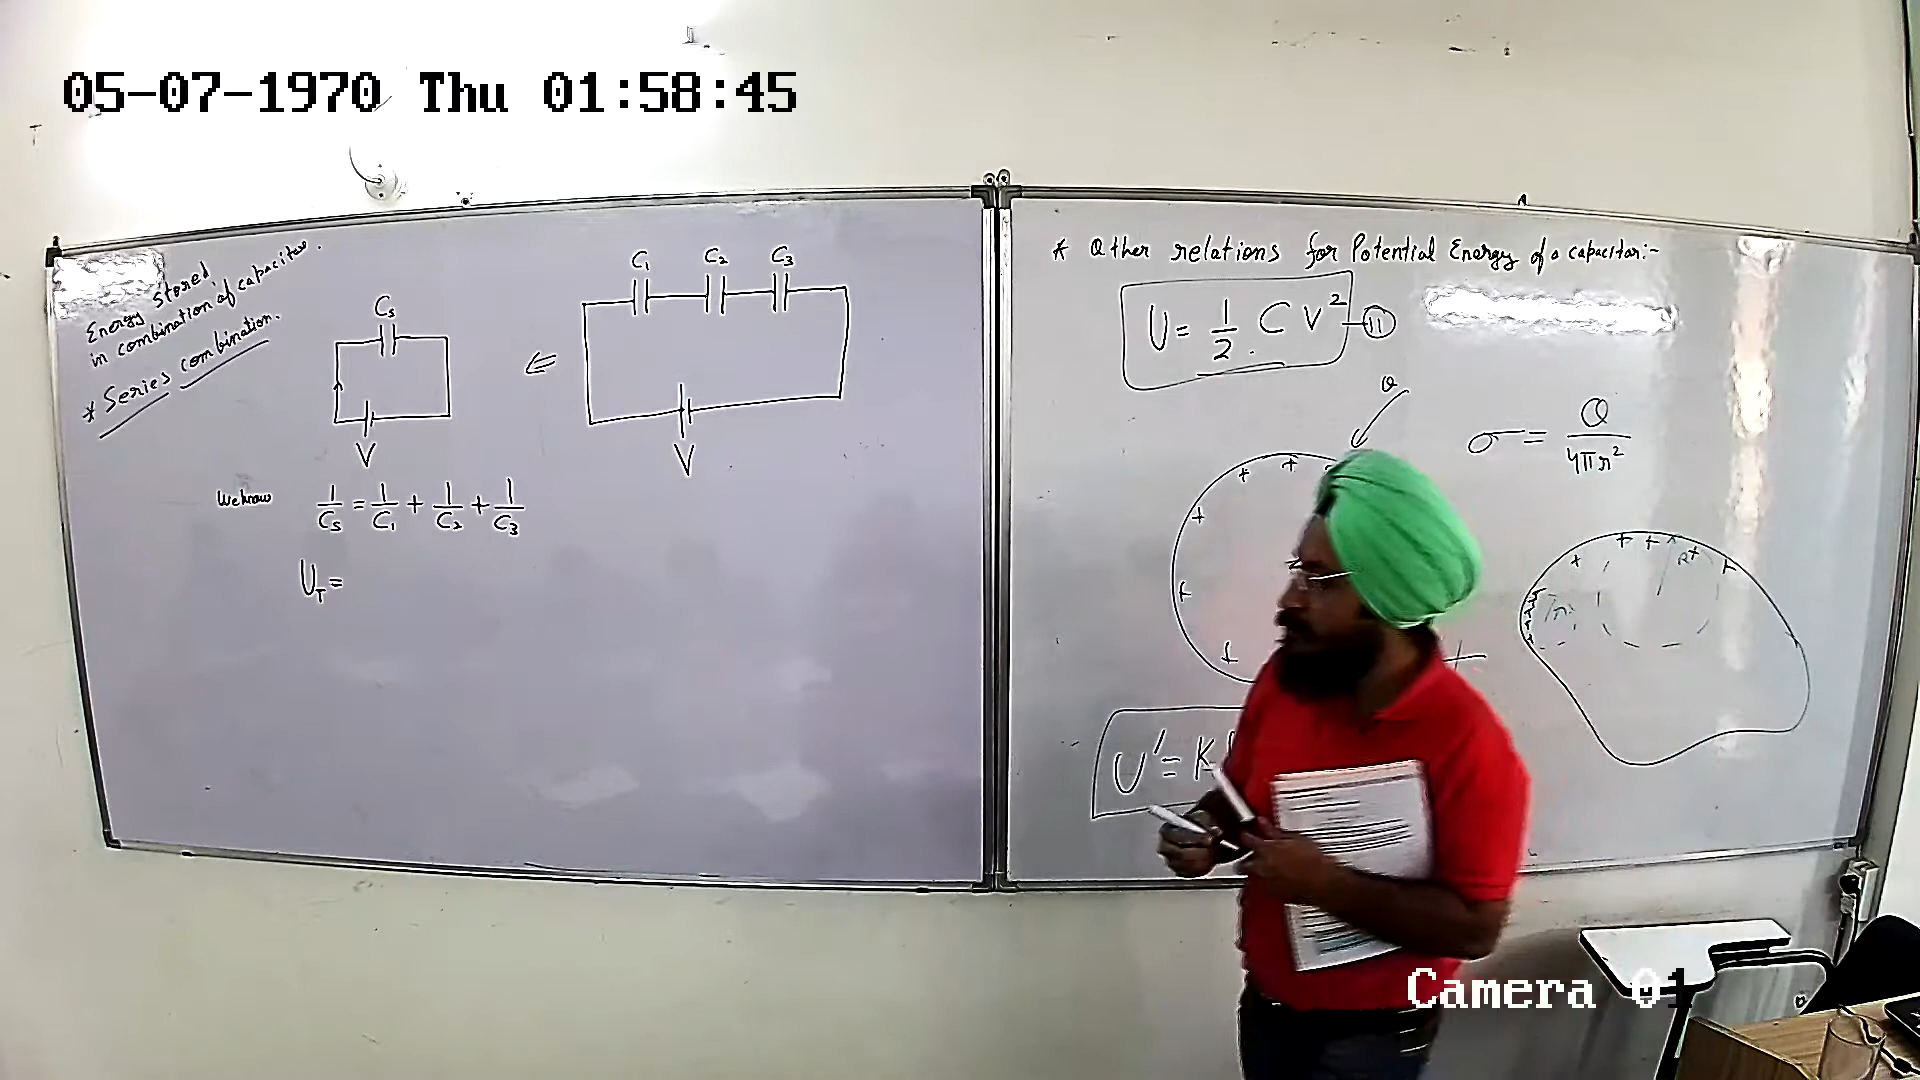 05-07-1970 Thu 01:58:45
Energy stored
in combination of capacitor.
* Series combination.
Cs
V
C1 C2 C3
V
We know 1/Cs = 1/C1 + 1/C2 + 1/C3
UT =
* Other relations for Potential Energy of a capacitor:-
U = 1/2 C V² — 11
Q
σ = Q/4πr²
+ + + +
+ + + + +
R
U' = K
Camera 01